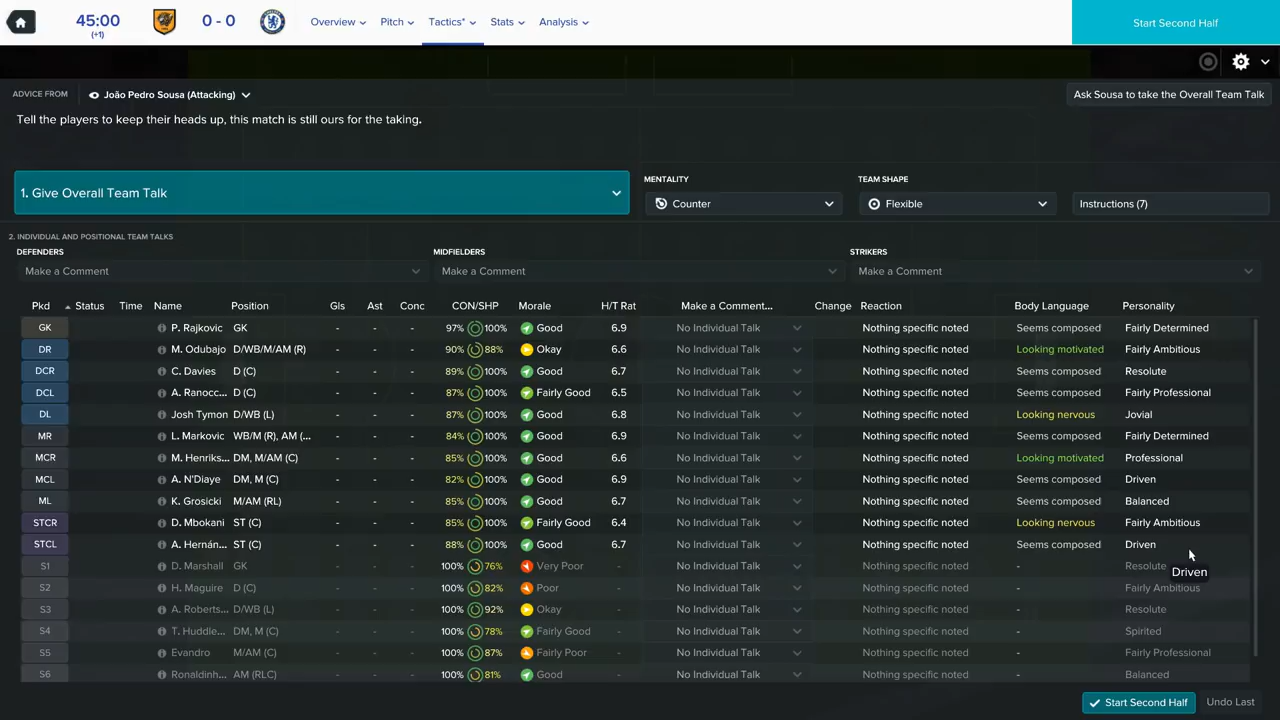 45:00
(+1)
0 - 0
Overview
Pitch
Tactics*
Stats
Analysis
Start Second Half
ADVICE FROM
João Pedro Sousa (Attacking)
Ask Sousa to take the Overall Team Talk
Tell the players to keep their heads up, this match is still ours for the taking.
MENTALITY
TEAM SHAPE
1. Give Overall Team Talk
Counter
Flexible
Instructions (7)
2. INDIVIDUAL AND POSITIONAL TEAM TALKS
DEFENDERS
MIDFIELDERS
STRIKERS
Make a Comment
Make a Comment
Make a Comment
Pkd Status Time Name Position Gls Ast Conc CON/SHP Morale H/T Rat Make a Comment... Change Reaction Body Language Personality
GK P. Rajkovic GK - - - 97% 100% Good 6.9 No Individual Talk Nothing specific noted Seems composed Fairly Determined
DR M. Odubajo D/WB/M/AM (R) - - - 90% 88% Okay 6.6 No Individual Talk Nothing specific noted Looking motivated Fairly Ambitious
DCR C. Davies D (C) - - - 89% 100% Good 6.7 No Individual Talk Nothing specific noted Seems composed Resolute
DCL A. Ranocc... D (C) - - - 87% 100% Fairly Good 6.5 No Individual Talk Nothing specific noted Seems composed Fairly Professional
DL Josh Tymon D/WB (L) - - - 87% 100% Good 6.8 No Individual Talk Nothing specific noted Looking nervous Jovial
MR L. Markovic WB/M (R), AM (... - - - 84% 100% Good 6.9 No Individual Talk Nothing specific noted Seems composed Fairly Determined
MCR M. Henriks... DM, M/AM (C) - - - 85% 100% Good 6.6 No Individual Talk Nothing specific noted Looking motivated Professional
MCL A. N'Diaye DM, M (C) - - - 82% 100% Good 6.9 No Individual Talk Nothing specific noted Seems composed Driven
ML K. Grosicki M/AM (RL) - - - 85% 100% Good 6.7 No Individual Talk Nothing specific noted Seems composed Balanced
STCR D. Mbokani ST (C) - - - 85% 100% Fairly Good 6.4 No Individual Talk Nothing specific noted Looking nervous Fairly Ambitious
STCL A. Hernán... ST (C) - - - 88% 100% Good 6.7 No Individual Talk Nothing specific noted Seems composed Driven
S1 D. Marshall GK - - - 100% 76% Very Poor - No Individual Talk Nothing specific noted - Resolute
Driven
S2 H. Maguire D (C) - - - 100% 82% Poor - No Individual Talk Nothing specific noted - Fairly Ambitious
S3 A. Roberts... D/WB (L) - - - 100% 92% Okay - No Individual Talk Nothing specific noted - Resolute
S4 T. Huddle... DM, M (C) - - - 100% 78% Fairly Good - No Individual Talk Nothing specific noted - Spirited
S5 Evandro M/AM (C) - - - 100% 87% Fairly Poor - No Individual Talk Nothing specific noted - Fairly Professional
S6 Ronaldinh... AM (RLC) - - - 100% 81% Good - No Individual Talk Nothing specific noted - Balanced
Start Second Half
Undo Last